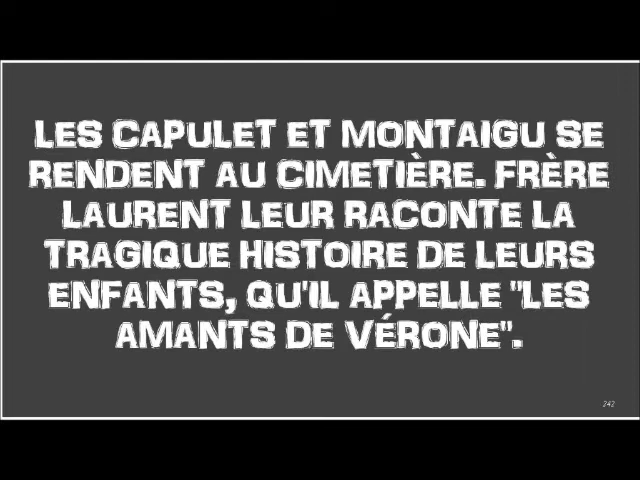 LES CAPULET ET MONTAIGU SE
RENDENT AU CIMETIÈRE. FRÈRE
LAURENT LEUR RACONTE LA
TRAGIQUE HISTOIRE DE LEURS
ENFANTS, QU'IL APPELLE "LES
AMANTS DE VÉRONE".
242